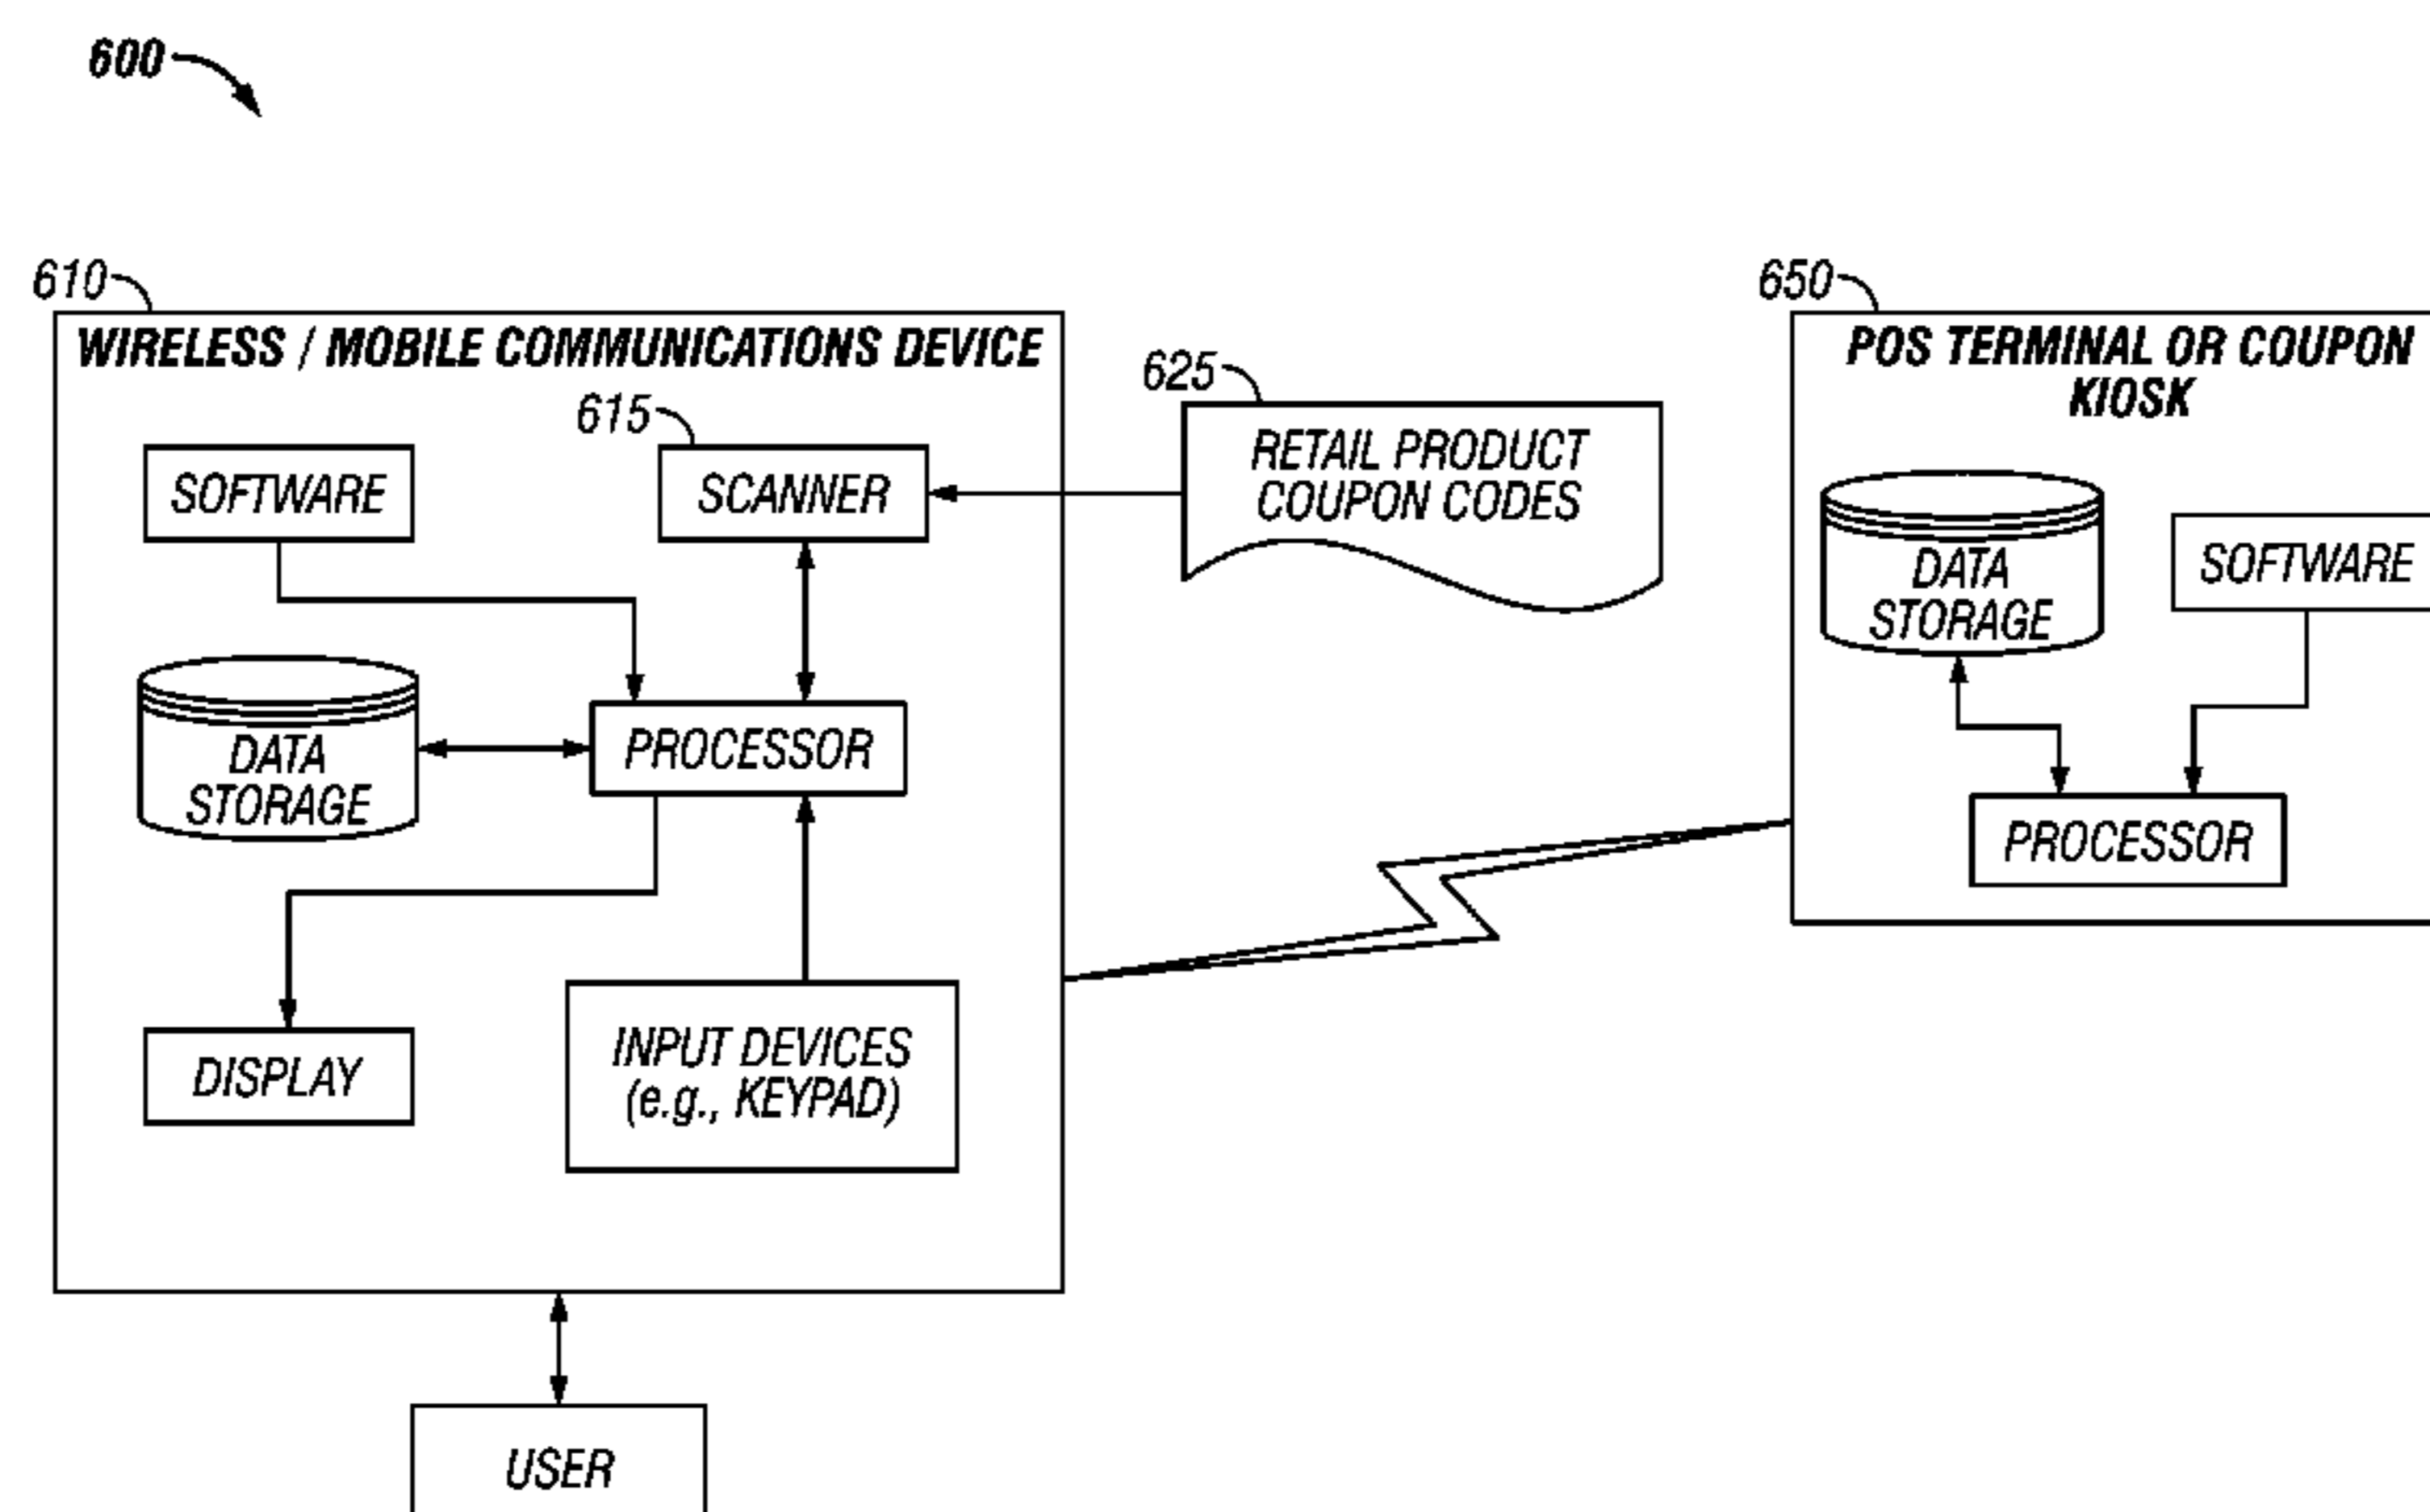 600
610
WIRELESS / MOBILE COMMUNICATIONS DEVICE
615
SOFTWARE
SCANNER
DATA
STORAGE
PROCESSOR
DISPLAY
INPUT DEVICES
(e.g., KEYPAD)
USER
625
RETAIL PRODUCT
COUPON CODES
650
POS TERMINAL OR COUPON
KIOSK
DATA
STORAGE
SOFTWARE
PROCESSOR